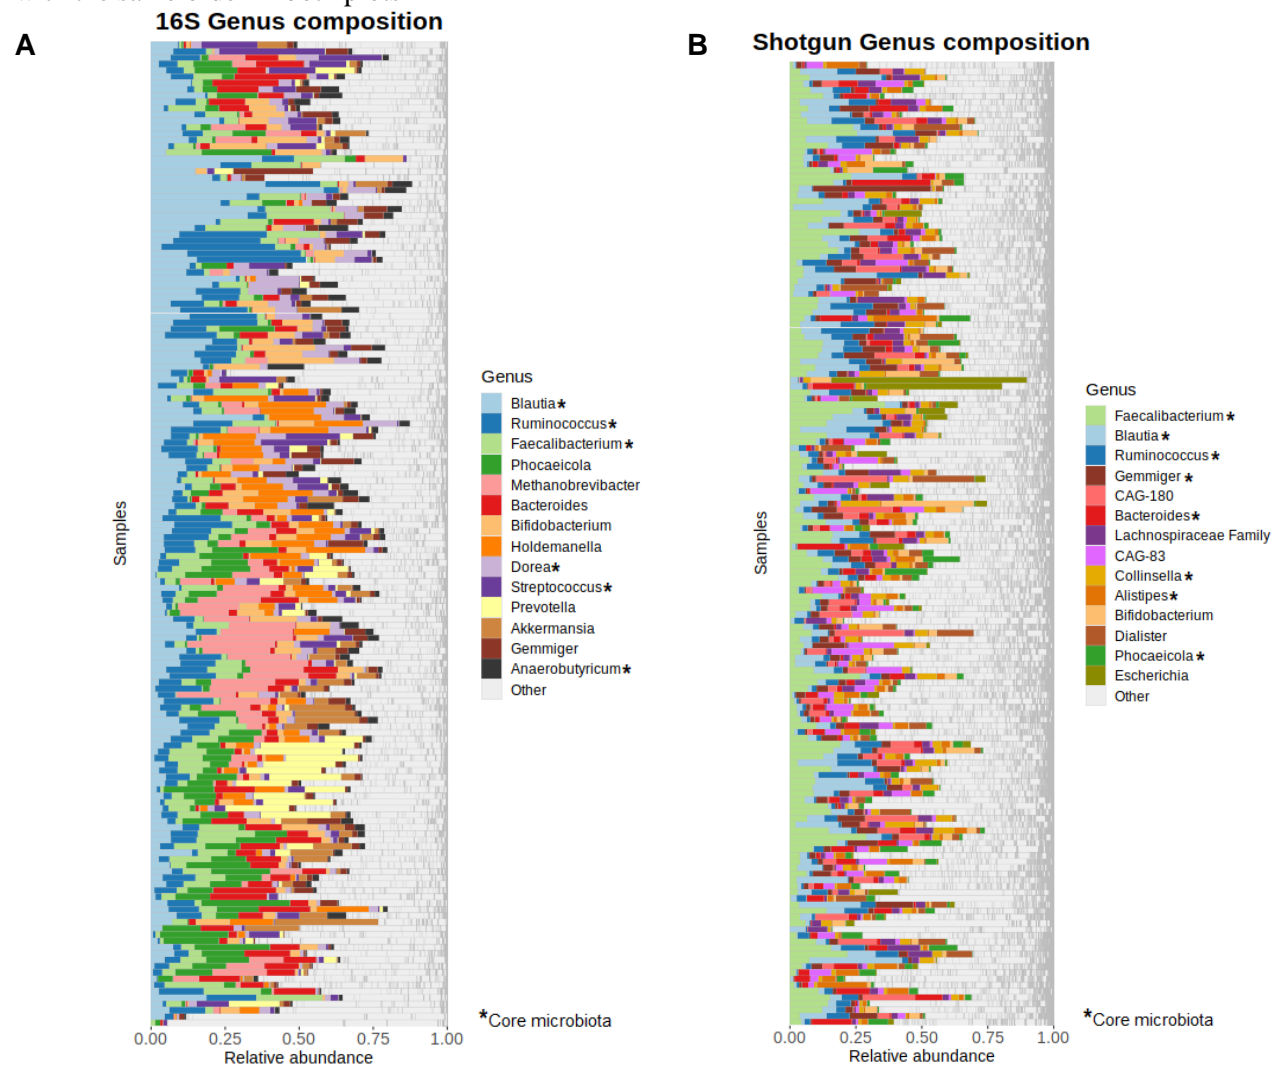 16S Genus composition
A
Samples
0.00 0.25 0.50 0.75 1.00
Relative abundance
Genus
Blautia*
Ruminococcus*
Faecalibacterium*
Phocaeicola
Methanobrevibacter
Bacteroides
Bifidobacterium
Holdemanella
Dorea*
Streptococcus*
Prevotella
Akkermansia
Gemmiger
Anaerobutyricum*
Other
*Core microbiota
B
Shotgun Genus composition
Samples
0.00 0.25 0.50 0.75 1.00
Relative abundance
Genus
Faecalibacterium*
Blautia*
Ruminococcus*
Gemmiger*
CAG-180
Bacteroides*
Lachnospiraceae Family
CAG-83
Collinsella*
Alistipes*
Bifidobacterium
Dialister
Phocaeicola*
Escherichia
Other
*Core microbiota